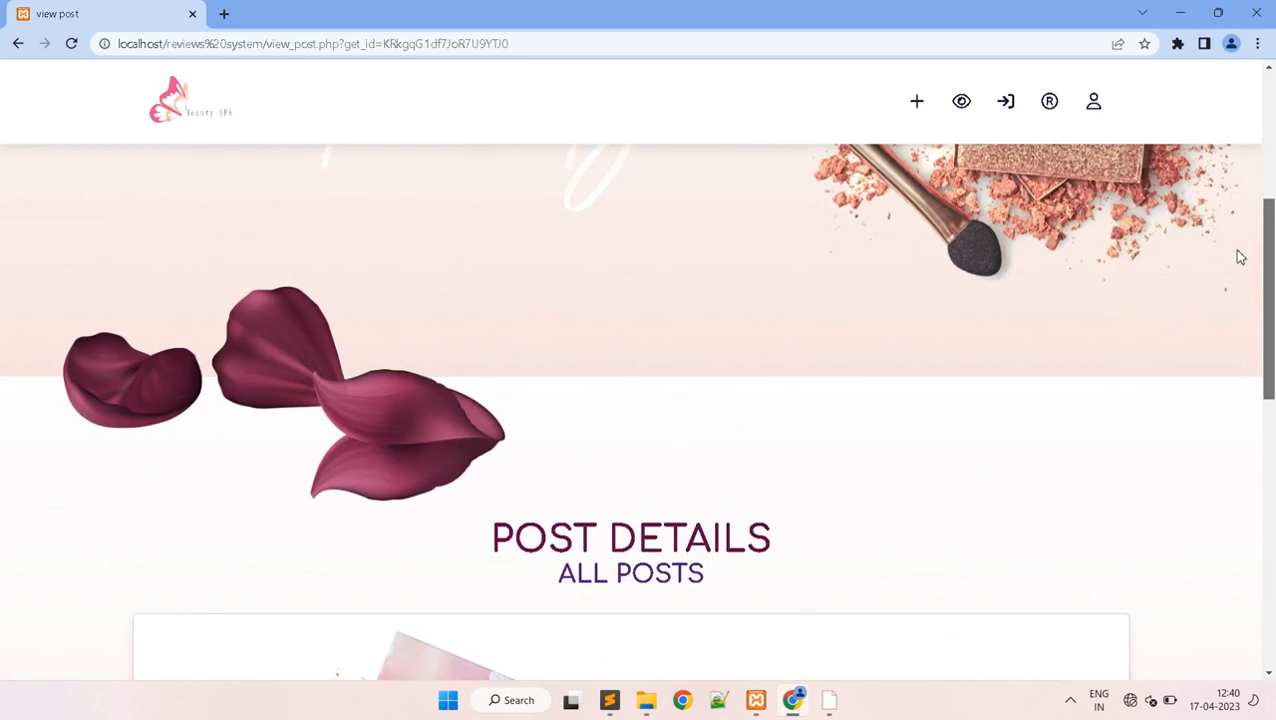 view post
localhost/reviews%20system/view_post.php?get_id=KRkgqG1df7JoR7U9YTJ0
Beauty SPA
POST DETAILS
ALL POSTS
Search
ENG
IN
12:40
17-04-2023